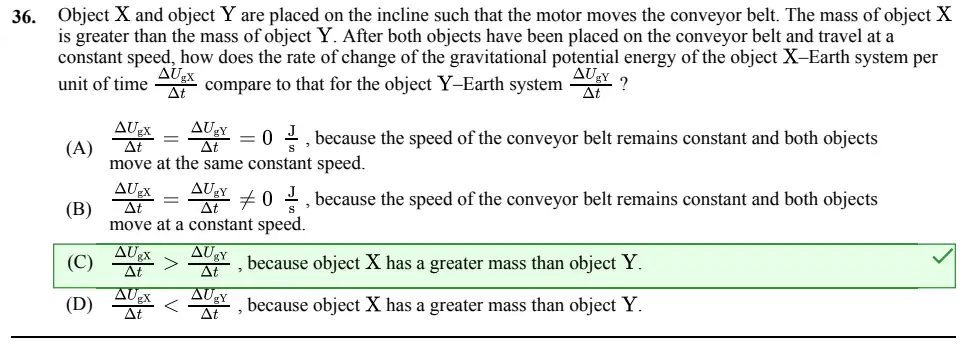 36. Object X and object Y are placed on the incline such that the motor moves the conveyor belt. The mass of object X
is greater than the mass of object Y. After both objects have been placed on the conveyor belt and travel at a
constant speed, how does the rate of change of the gravitational potential energy of the object X–Earth system per
unit of time ΔUgX/Δt compare to that for the object Y–Earth system ΔUgY/Δt ?
(A) ΔUgX/Δt = ΔUgY/Δt = 0 J/s , because the speed of the conveyor belt remains constant and both objects
move at the same constant speed.
(B) ΔUgX/Δt = ΔUgY/Δt ≠ 0 J/s , because the speed of the conveyor belt remains constant and both objects
move at a constant speed.
(C) ΔUgX/Δt > ΔUgY/Δt , because object X has a greater mass than object Y.
(D) ΔUgX/Δt < ΔUgY/Δt , because object X has a greater mass than object Y.